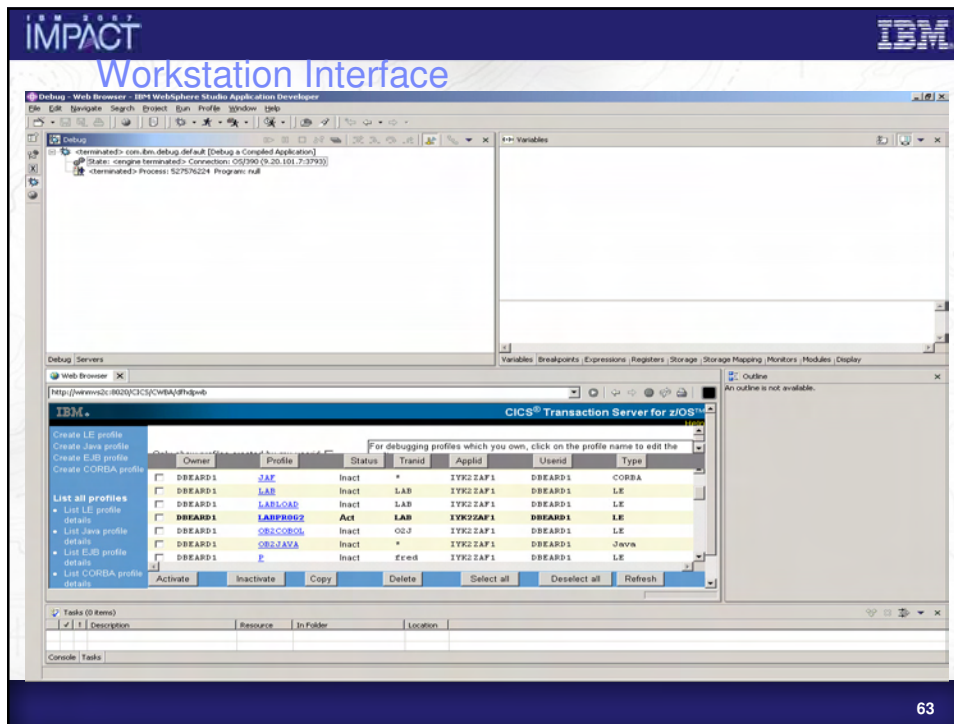 IBM 2007
IMPACT
IBM
Workstation Interface
Debug - Web Browser - IBM WebSphere Studio Application Developer
File Edit Navigate Search Project Run Profile Window Help
Debug
<terminated> com.ibm.debug.default [Debug a Compiled Application]
State: <engine terminated> Connection: OS/390 (9.20.101.7:3793)
<terminated> Process: 527576224 Program: null
Debug Servers
Variables
Variables Breakpoints Expressions Registers Storage Storage Mapping Monitors Modules Display
Web Browser
http://winmvs2c:8020/CICS/CWBA/dfhdpwb
IBM.
CICS® Transaction Server for z/OS™
Help
Create LE profile
Create Java profile
Create EJB profile
Create CORBA profile
List all profiles
List LE profile details
List Java profile details
List EJB profile details
List CORBA profile details
For debugging profiles which you own, click on the profile name to edit the
Owner Profile Status Tranid Applid Userid Type
DBEARD1 JAF Inact * IYK2ZAF1 DBEARD1 CORBA
DBEARD1 LAB Inact LAB IYK2ZAF1 DBEARD1 LE
DBEARD1 LABLOAD Inact LAB IYK2ZAF1 DBEARD1 LE
DBEARD1 LABPROG2 Act LAB IYK2ZAF1 DBEARD1 LE
DBEARD1 OB2COBOL Inact O2J IYK2ZAF1 DBEARD1 LE
DBEARD1 OB2JAVA Inact * IYK2ZAF1 DBEARD1 Java
DBEARD1 P Inact fred IYK2ZAF1 DBEARD1 LE
Activate Inactivate Copy Delete Select all Deselect all Refresh
Outline
An outline is not available.
Tasks (0 items)
! Description Resource In Folder Location
Console Tasks
63